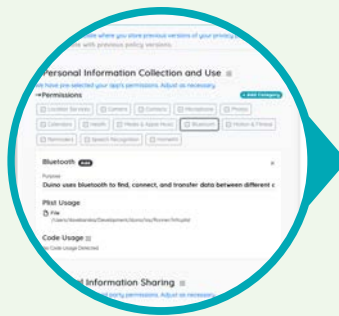 where you store previous versions of your privacy
with previous policy versions.
Personal Information Collection and Use
We have pre-selected your app's permissions. Adjust as necessary.
Permissions
+ Add Category
Location Services Camera Contacts Microphone Photos
Calendars Health Media & Apple Music Bluetooth Motion & Fitness
Reminders Speech Recognition HomeKit
Bluetooth
Purpose
uses bluetooth to find, connect, and transfer data between different
Plist Usage
File
Code Usage
No Code Usage Detected
Information Sharing
party permissions. Adjust as necessary.